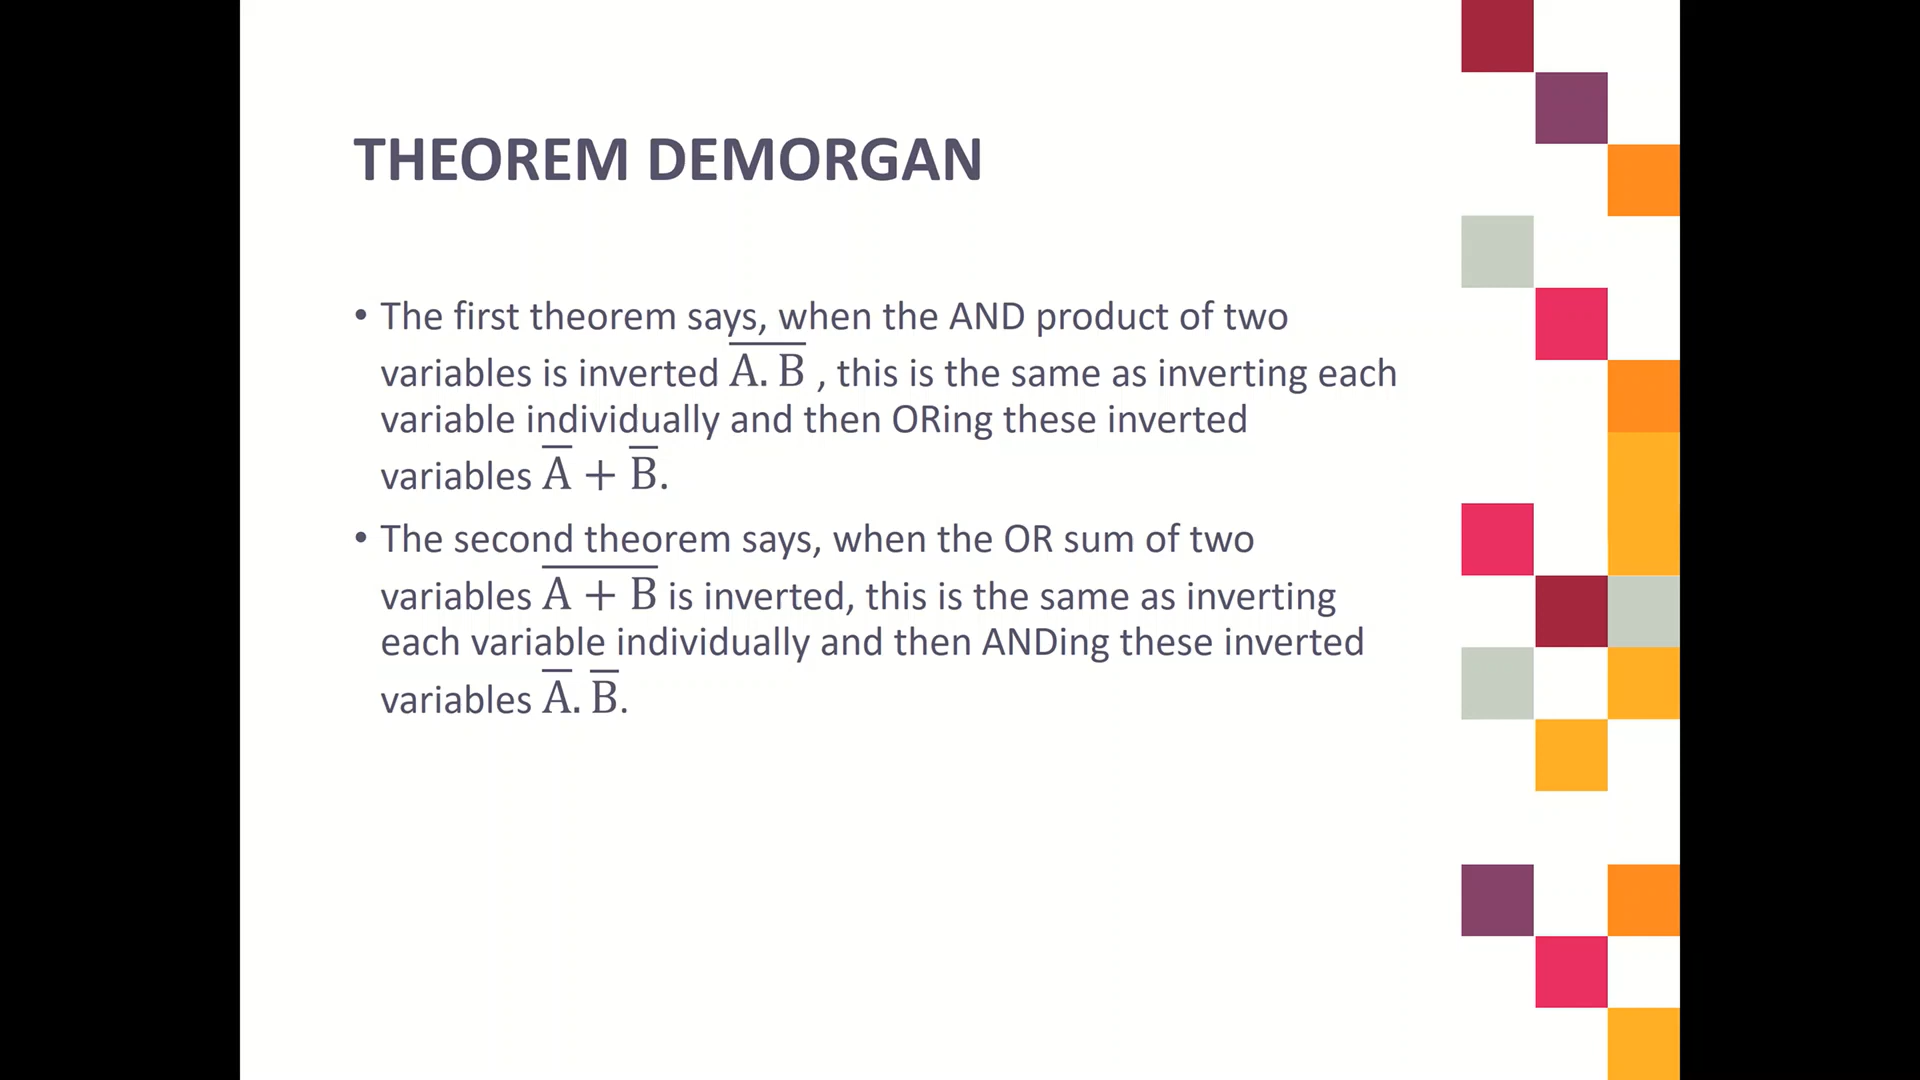 THEOREM DEMORGAN
• The first theorem says, when the AND product of two
variables is inverted A̅.̅ ̅B̅ , this is the same as inverting each
variable individually and then ORing these inverted
variables A̅ + B̅.
• The second theorem says, when the OR sum of two
variables A̅ ̅+̅ ̅B̅ is inverted, this is the same as inverting
each variable individually and then ANDing these inverted
variables A̅. B̅.